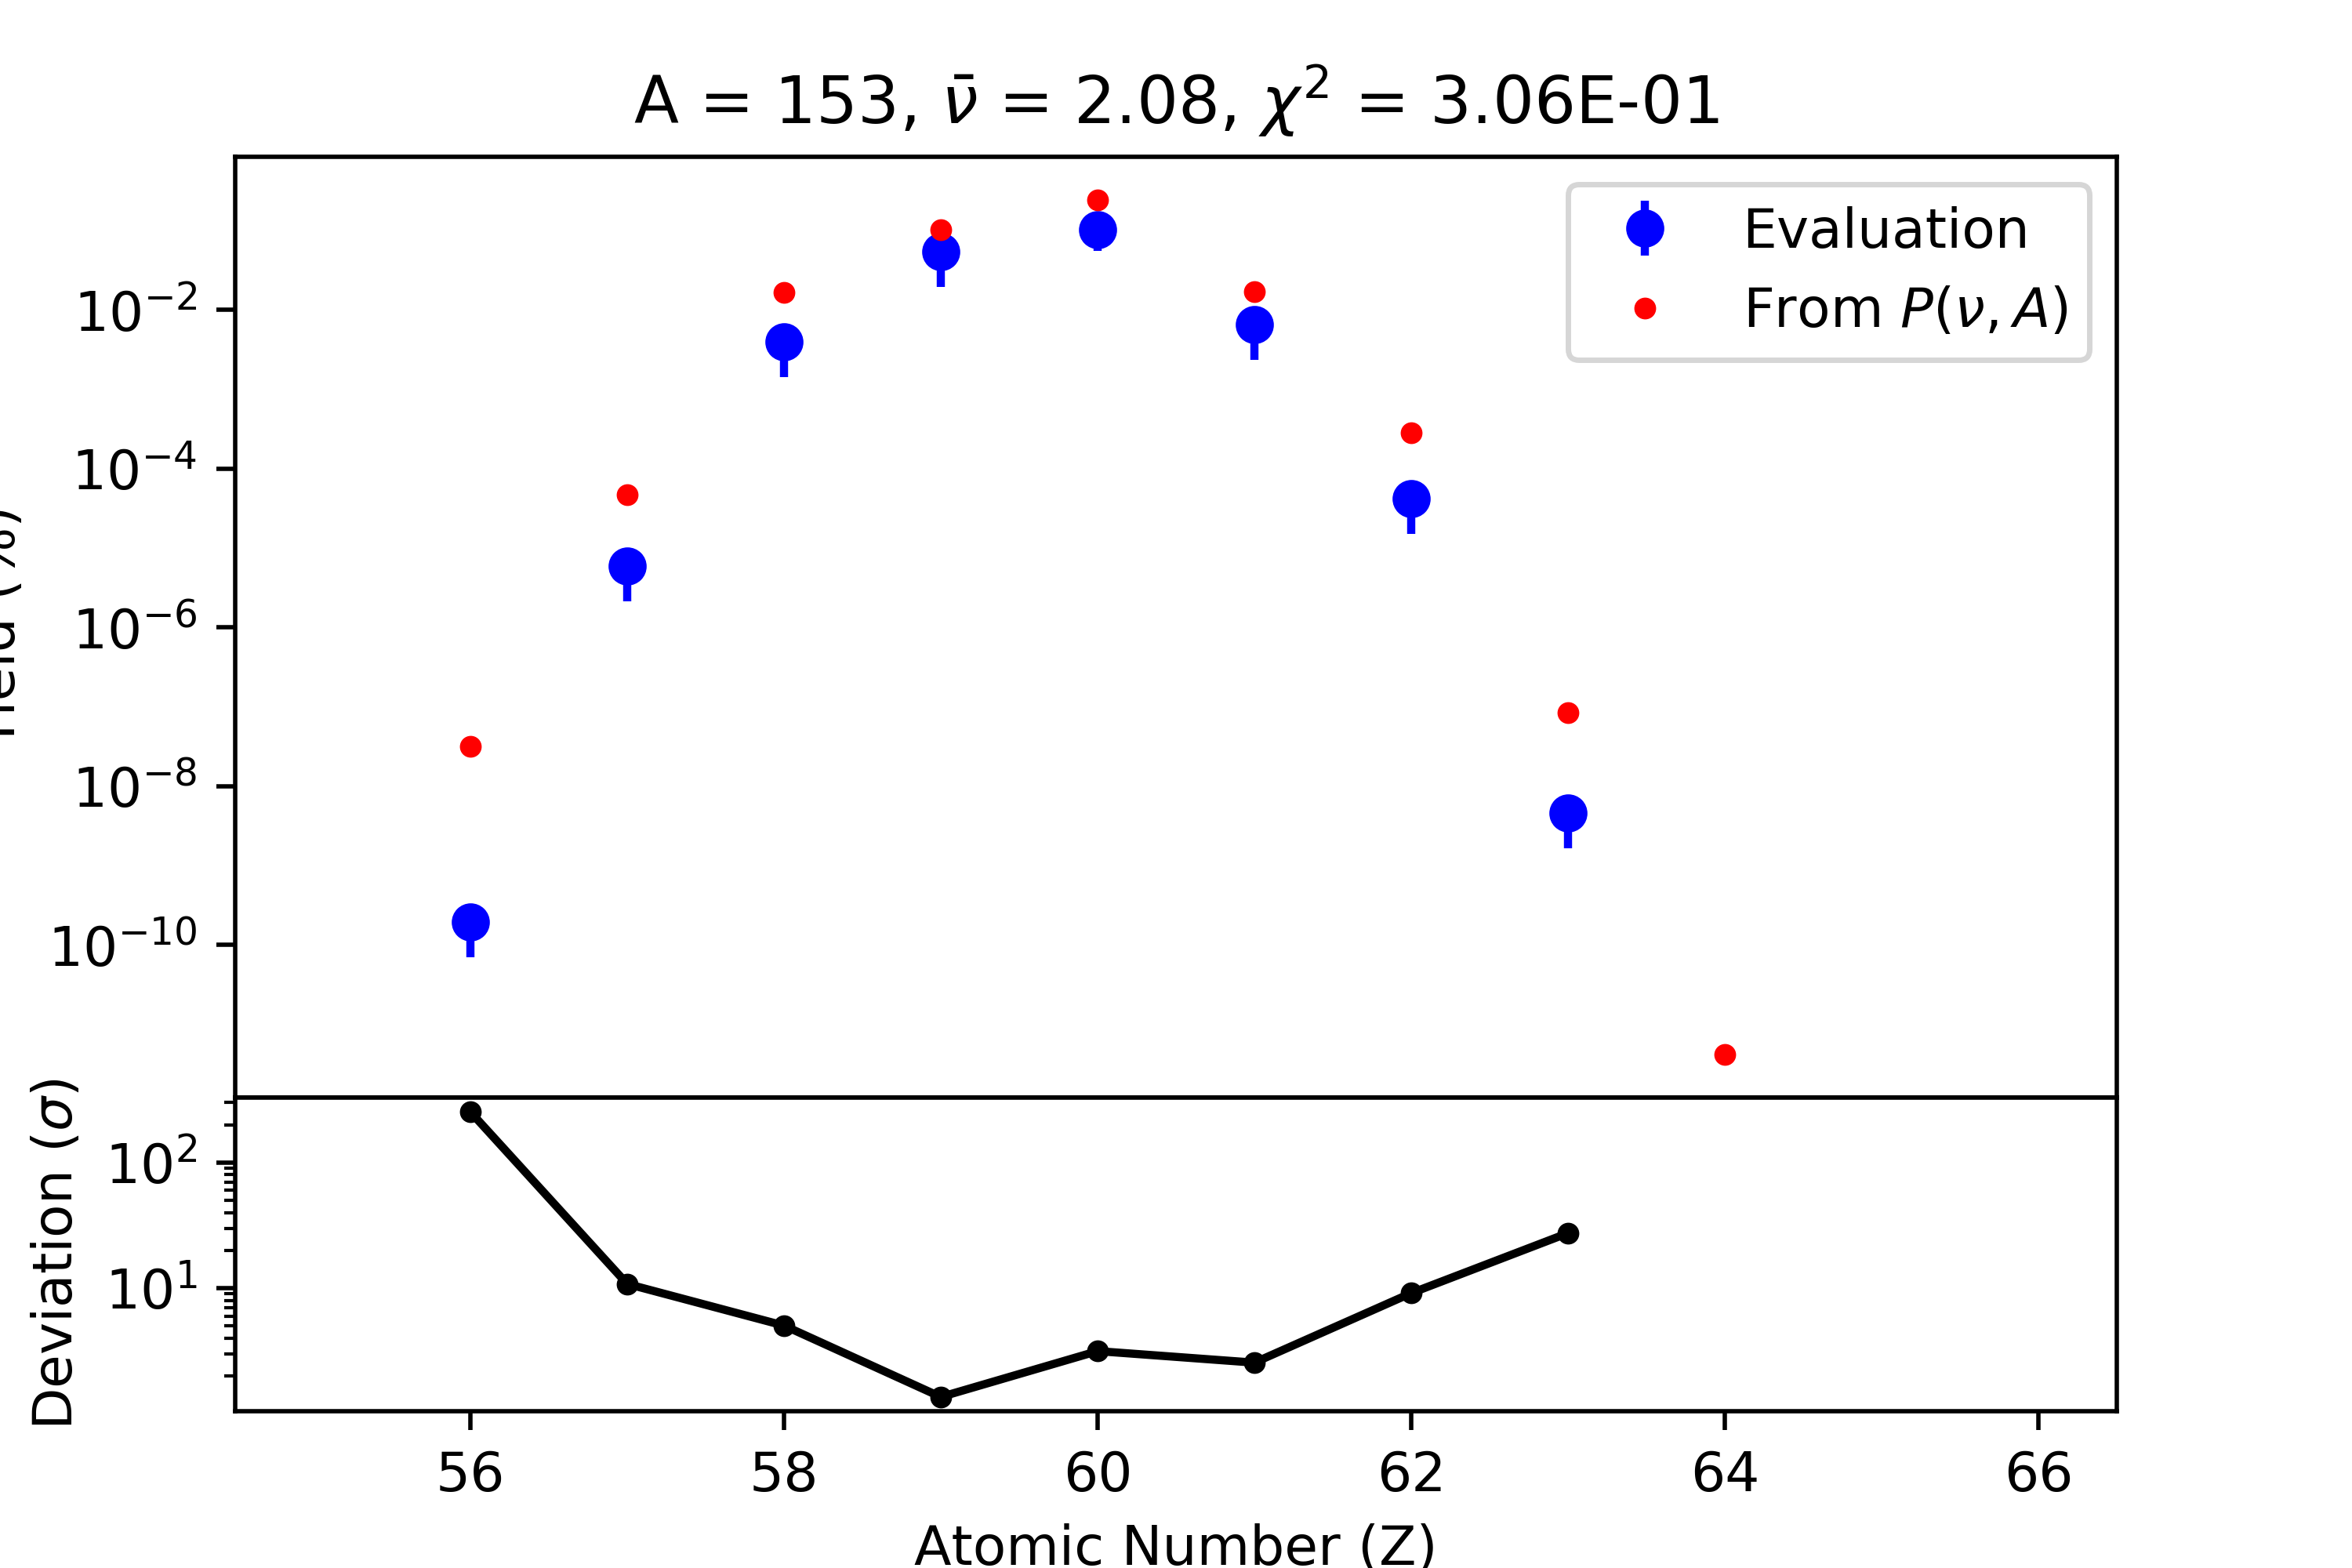 A = 153, ν̄ = 2.08, χ² = 3.06E-01
Evaluation
From P(ν, A)
10⁻²
10⁻⁴
10⁻⁶
10⁻⁸
10⁻¹⁰
(%)
Deviation (σ)
10²
10¹
56 58 60 62 64 66
Atomic Number (Z)